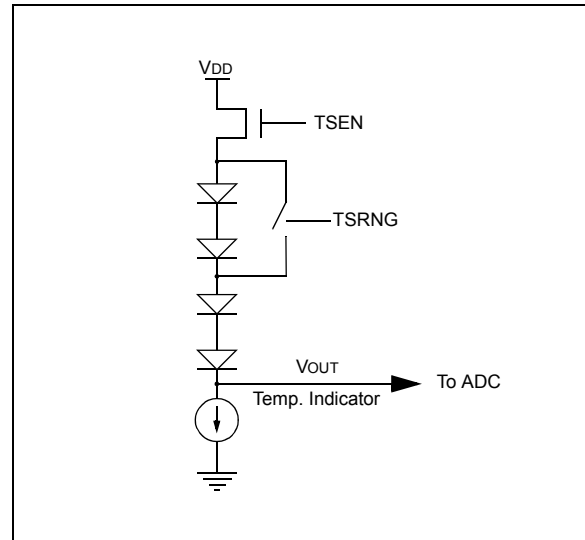 VDD
TSEN
TSRNG
VOUT
To ADC
Temp. Indicator